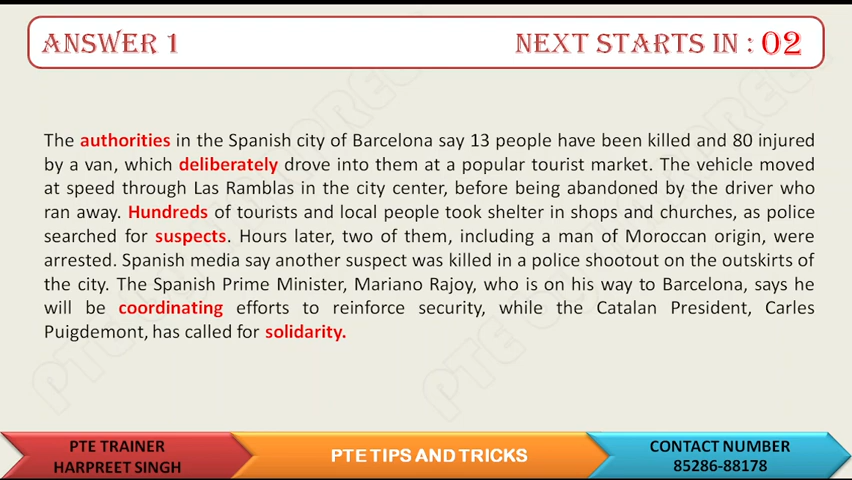 ANSWER 1
NEXT STARTS IN : 02
The authorities in the Spanish city of Barcelona say 13 people have been killed and 80 injured
by a van, which deliberately drove into them at a popular tourist market. The vehicle moved
at speed through Las Ramblas in the city center, before being abandoned by the driver who
ran away. Hundreds of tourists and local people took shelter in shops and churches, as police
searched for suspects. Hours later, two of them, including a man of Moroccan origin, were
arrested. Spanish media say another suspect was killed in a police shootout on the outskirts of
the city. The Spanish Prime Minister, Mariano Rajoy, who is on his way to Barcelona, says he
will be coordinating efforts to reinforce security, while the Catalan President, Carles
Puigdemont, has called for solidarity.
PTE TRAINER
HARPREET SINGH
PTE TIPS AND TRICKS
CONTACT NUMBER
85286-88178